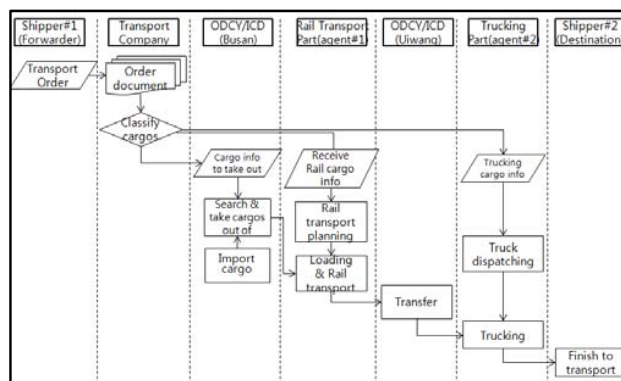 Shipper#1
(Forwarder)
Transport
Company
ODCY/ICD
(Busan)
Rail Transport
Part(agent#1)
ODCY/ICD
(Uiwang)
Trucking
Part(agent#2)
Shipper#2
(Destination)
Transport
Order
Order
document
Classify
cargos
Cargo info
to take out
Receive
Rail cargo
info
Trucking
cargo info
Search &
take cargos
out of
Rail
transport
planning
Import
cargo
Loading
& Rail
transport
Truck
dispatching
Transfer
Trucking
Finish to
transport